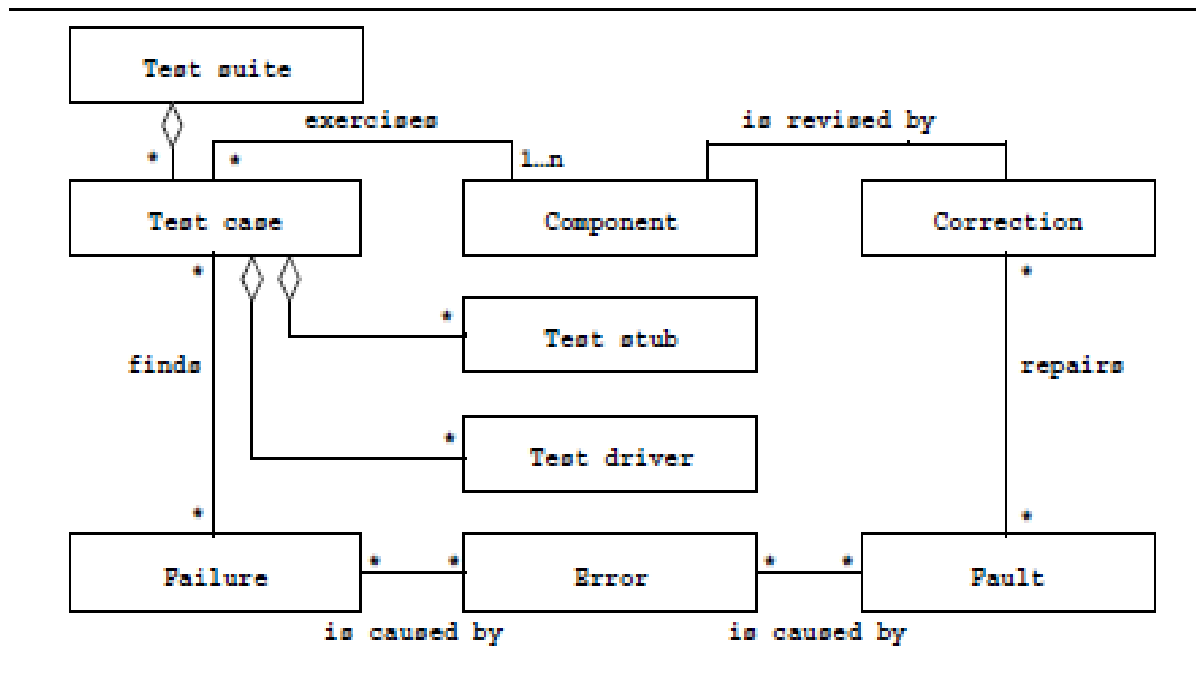 Test suite
exercises
is revised by
* * 1…n
Test case
Component
Correction
* *
* Test stub
finds
repairs
* Test driver
* *
Failure * * Error * * Fault
is caused by
is caused by